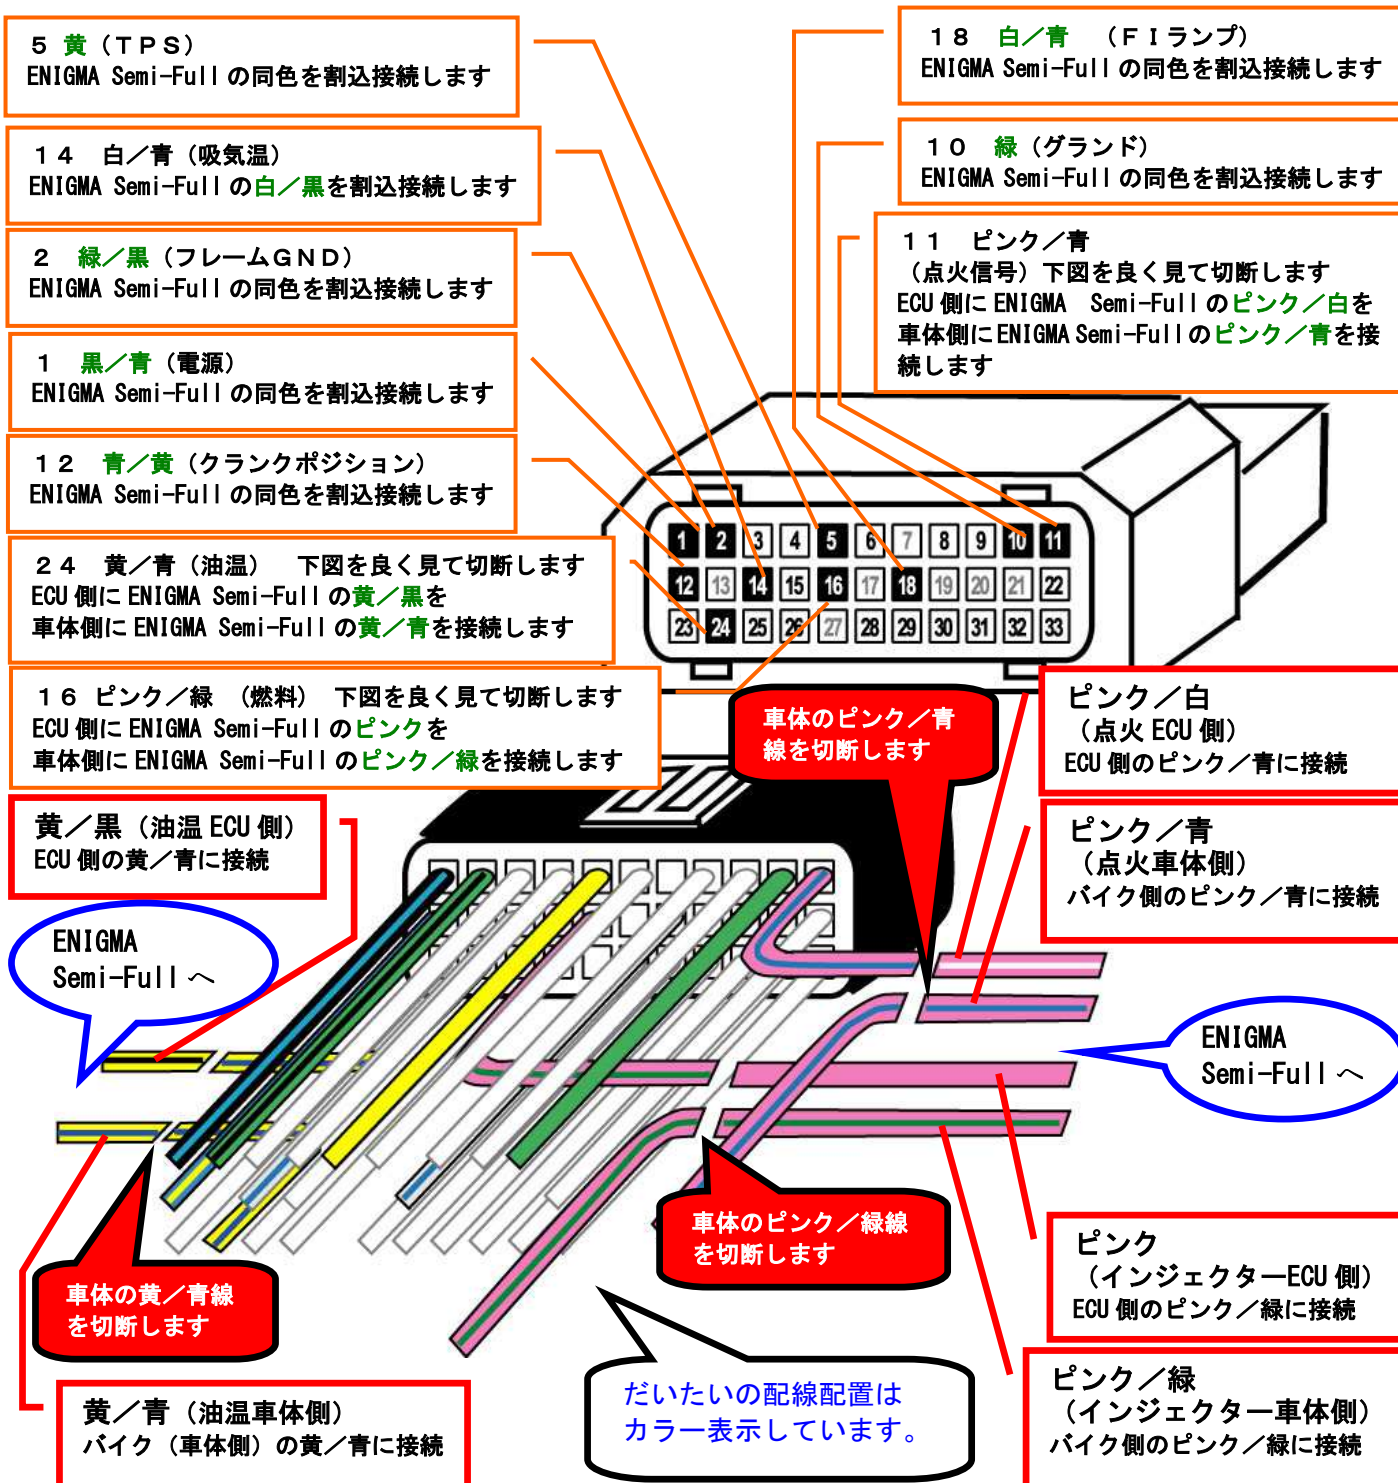 ５ 黄（ＴＰＳ）
ENIGMA Semi-Full の同色を割込接続します
１４　白／青（吸気温）
ENIGMA Semi-Full の白／黒を割込接続します
２　緑／黒（フレームＧＮＤ）
ENIGMA Semi-Full の同色を割込接続します
１　黒／青（電源）
ENIGMA Semi-Full の同色を割込接続します
１２　青／黄（クランクポジション）
ENIGMA Semi-Full の同色を割込接続します
２４　黄／青（油温）　下図を良く見て切断します
ECU 側に ENIGMA Semi-Full の黄／黒を
車体側に ENIGMA Semi-Full の黄／青を接続します
１６ ピンク／緑　（燃料）　下図を良く見て切断します
ECU 側に ENIGMA Semi-Full のピンクを
車体側に ENIGMA Semi-Full のピンク／緑を接続します
１８　白／青　（ＦＩランプ）
ENIGMA Semi-Full の同色を割込接続します
１０　緑（グランド）
ENIGMA Semi-Full の同色を割込接続します
１１　ピンク／青
（点火信号）下図を良く見て切断します
ECU 側に ENIGMA　Semi-Full のピンク／白を
車体側に ENIGMA Semi-Full のピンク／青を接
続します
1 2 3 4 5 6 7 8 9 10 11
12 13 14 15 16 17 18 19 20 21 22
23 24 25 26 27 28 29 30 31 32 33
車体のピンク／青
線を切断します
ピンク／白
（点火 ECU 側）
ECU 側のピンク／青に接続
ピンク／青
（点火車体側）
バイク側のピンク／青に接続
黄／黒（油温 ECU 側）
ECU 側の黄／青に接続
ENIGMA
Semi-Full へ
ENIGMA
Semi-Full へ
車体のピンク／緑線
を切断します
車体の黄／青線
を切断します
ピンク
（インジェクターECU 側）
ECU 側のピンク／緑に接続
ピンク／緑
（インジェクター車体側）
バイク側のピンク／緑に接続
黄／青（油温車体側）
バイク（車体側）の黄／青に接続
だいたいの配線配置は
カラー表示しています。